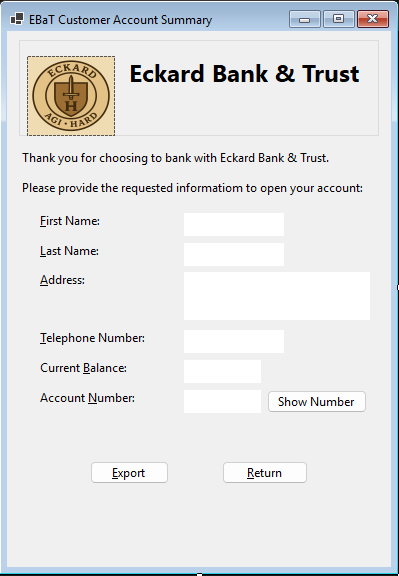 EBaT Customer Account Summary
ECKARD
H
AGI · HARD
Eckard Bank & Trust
Thank you for choosing to bank with Eckard Bank & Trust.
Please provide the requested informatiom to open your account:
First Name:
Last Name:
Address:
Telephone Number:
Current Balance:
Account Number:
Show Number
Export
Return